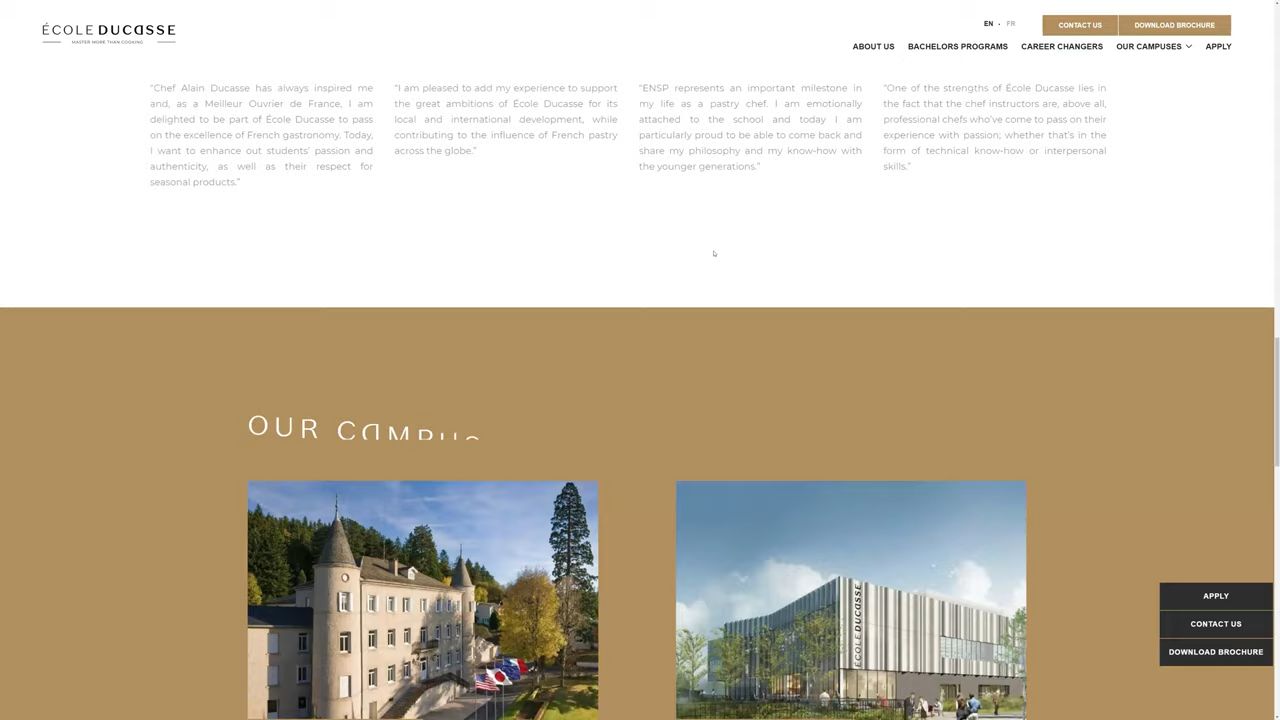 ÉCOLE DUCASSE
MASTER MORE THAN COOKING
EN · FR
CONTACT US
DOWNLOAD BROCHURE
ABOUT US
BACHELORS PROGRAMS
CAREER CHANGERS
OUR CAMPUSES
APPLY
“Chef Alain Ducasse has always inspired me
and, as a Meilleur Ouvrier de France, I am
delighted to be part of École Ducasse to pass
on the excellence of French gastronomy. Today,
I want to enhance out students’ passion and
authenticity, as well as their respect for
seasonal products.”
“I am pleased to add my experience to support
the great ambitions of École Ducasse for its
local and international development, while
contributing to the influence of French pastry
across the globe.”
“ENSP represents an important milestone in
my life as a pastry chef. I am emotionally
attached to the school and today I am
particularly proud to be able to come back and
share my philosophy and my know-how with
the younger generations.”
“One of the strengths of École Ducasse lies in
the fact that the chef instructors are, above all,
professional chefs who’ve come to pass on their
experience with passion; whether that’s in the
form of technical know-how or interpersonal
skills.”
OUR CAMPUS
ÉCOLE DUCASSE
APPLY
CONTACT US
DOWNLOAD BROCHURE